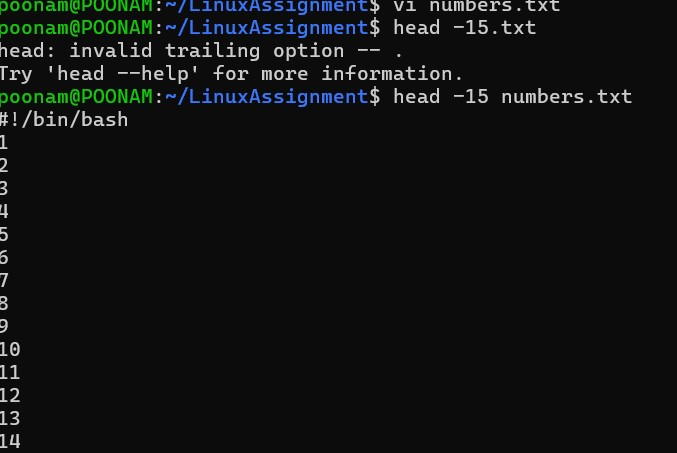 poonam@POONAM:~/LinuxAssignment$ vi numbers.txt
poonam@POONAM:~/LinuxAssignment$ head -15.txt
head: invalid trailing option -- .
Try 'head --help' for more information.
poonam@POONAM:~/LinuxAssignment$ head -15 numbers.txt
#!/bin/bash
1
2
3
4
5
6
7
8
9
10
11
12
13
14